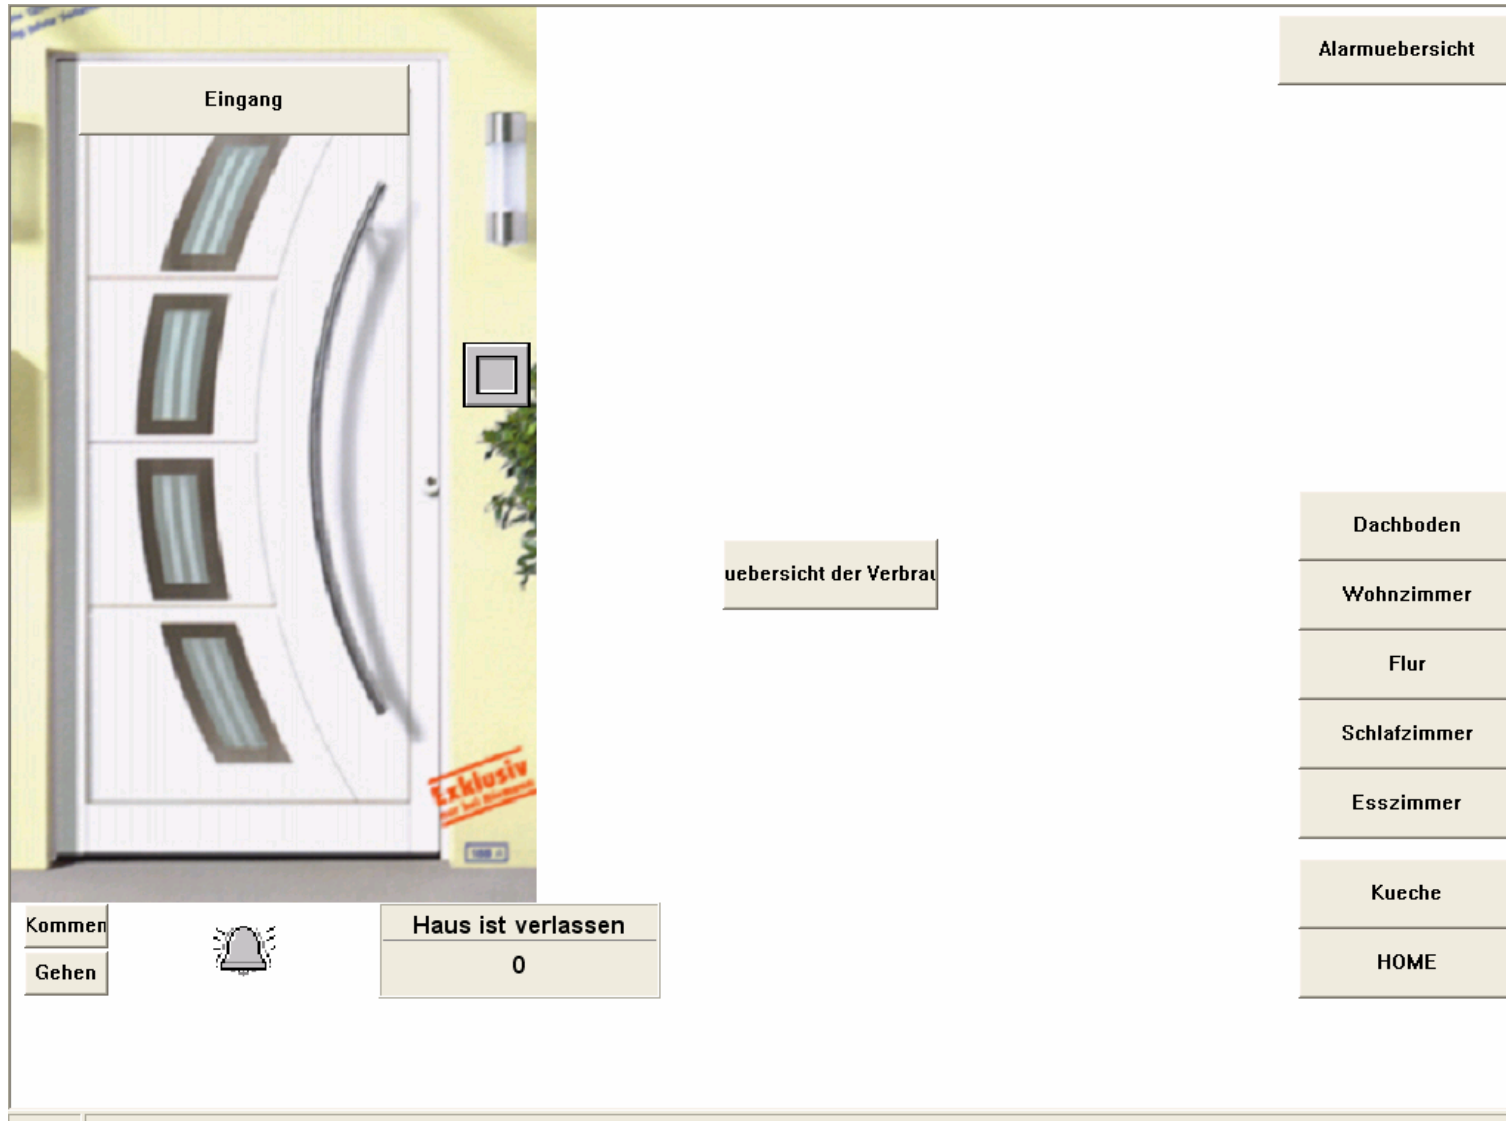 Alarmuebersicht
Eingang
Dachboden
uebersicht der Verbrau
Wohnzimmer
Flur
Schlafzimmer
Esszimmer
Exklusiv
Kueche
Kommen
Haus ist verlassen
Gehen
0
HOME